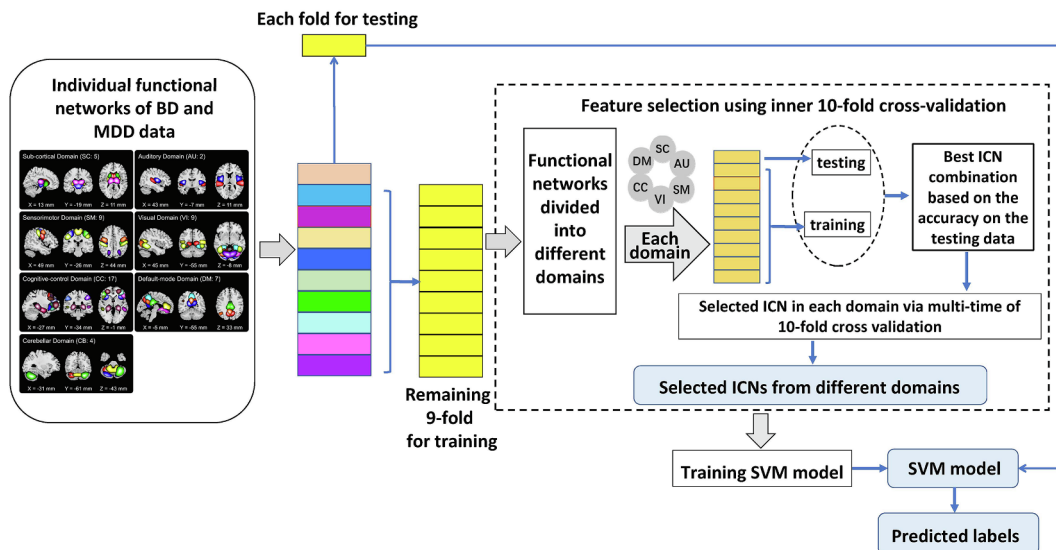 Each fold for testing
Individual functional
networks of BD and
MDD data
Sub-cortical Domain (SC: 5)
Auditory Domain (AU: 2)
X = 13 mm
Y = -19 mm
Z = 11 mm
X = 43 mm
Y = -7 mm
Z = 11 mm
Sensorimotor Domain (SM: 9)
Visual Domain (VI: 9)
X = 49 mm
Y = -26 mm
Z = 44 mm
X = 45 mm
Y = -55 mm
Z = -8 mm
Cognitive-control Domain (CC: 17)
Default-mode Domain (DM: 7)
X = -27 mm
Y = -34 mm
Z = -1 mm
X = -5 mm
Y = -55 mm
Z = 33 mm
Cerebellar Domain (CB: 4)
X = -31 mm
Y = -61 mm
Z = -43 mm
Remaining
9-fold
for training
Feature selection using inner 10-fold cross-validation
Functional
networks
divided
into
different
domains
SC
AU
SM
VI
CC
DM
Each
domain
testing
training
Best ICN
combination
based on the
accuracy on the
testing data
Selected ICN in each domain via multi-time of
10-fold cross validation
Selected ICNs from different domains
Training SVM model
SVM model
Predicted labels